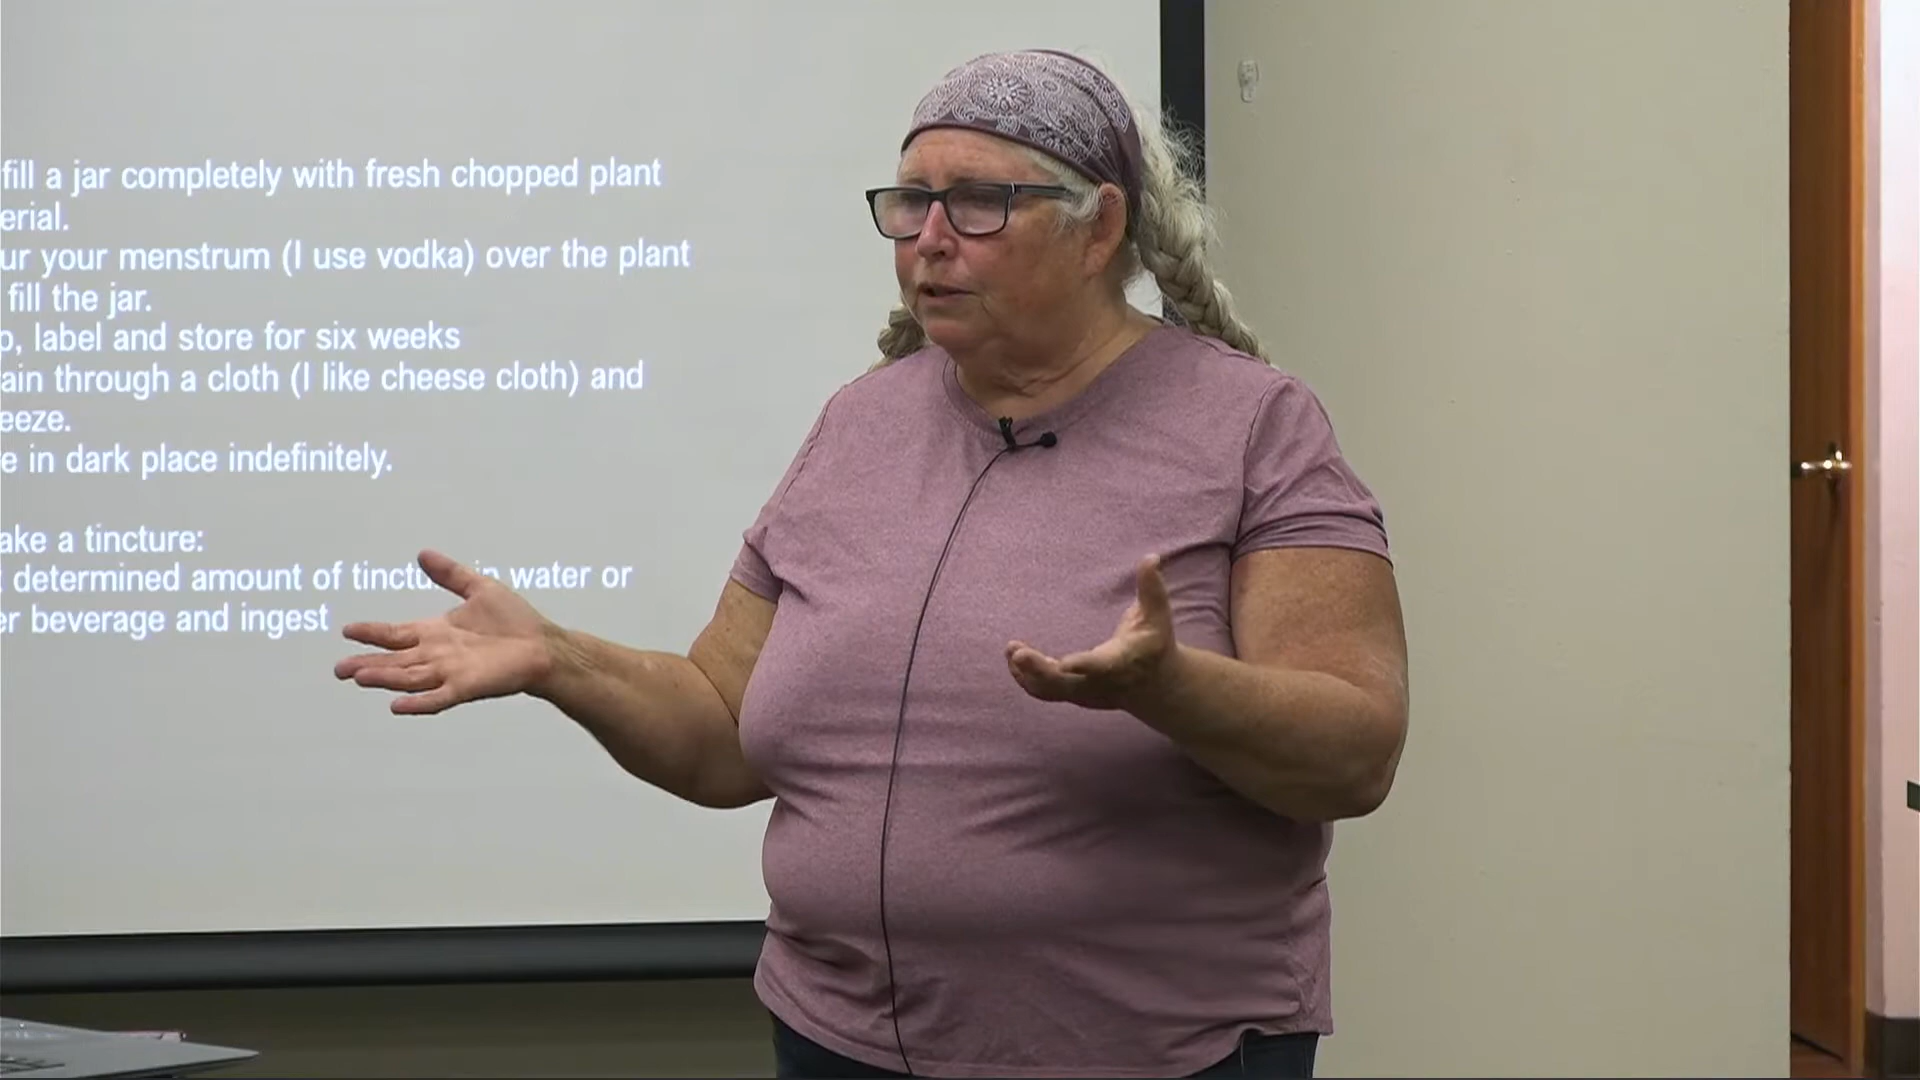 fill a jar completely with fresh chopped plant
erial.
ur your menstrum (I use vodka) over the plant
fill the jar.
p, label and store for six weeks
ain through a cloth (I like cheese cloth) and
eeze.
e in dark place indefinitely.
ake a tincture:
determined amount of tinctu in water or
er beverage and ingest